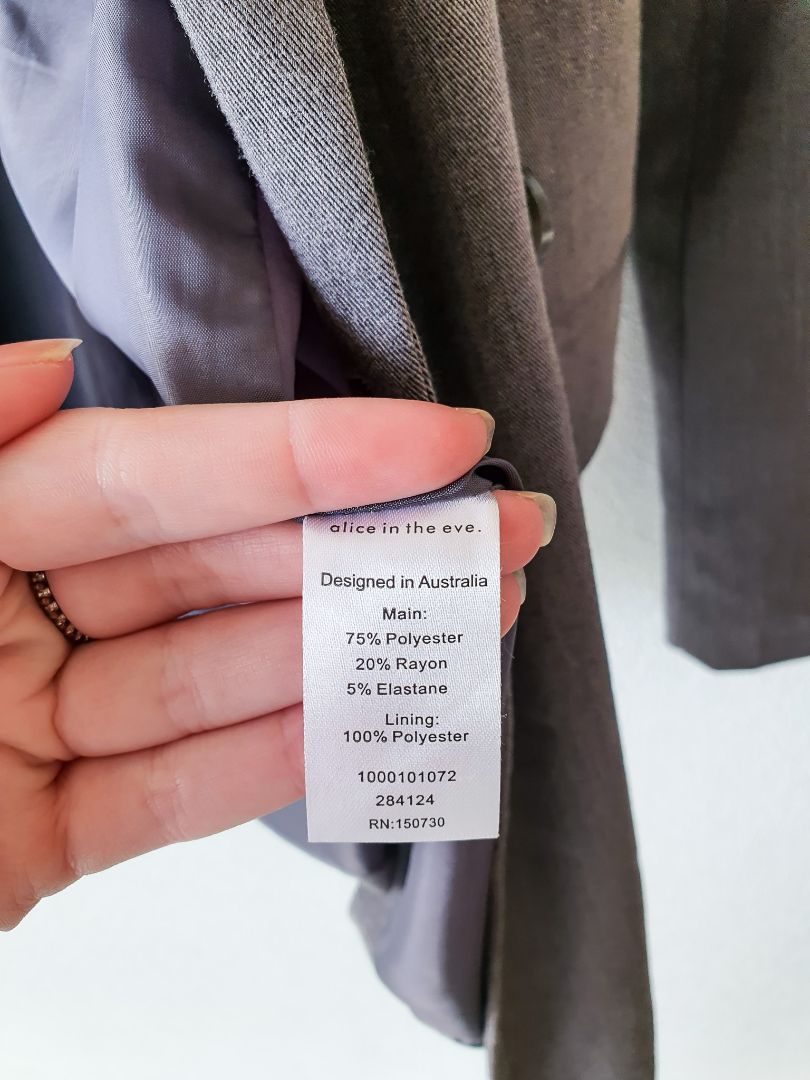 alice in the eve.
Designed in Australia
Main:
75% Polyester
20% Rayon
5% Elastane
Lining:
100% Polyester
1000101072
284124
RN:150730